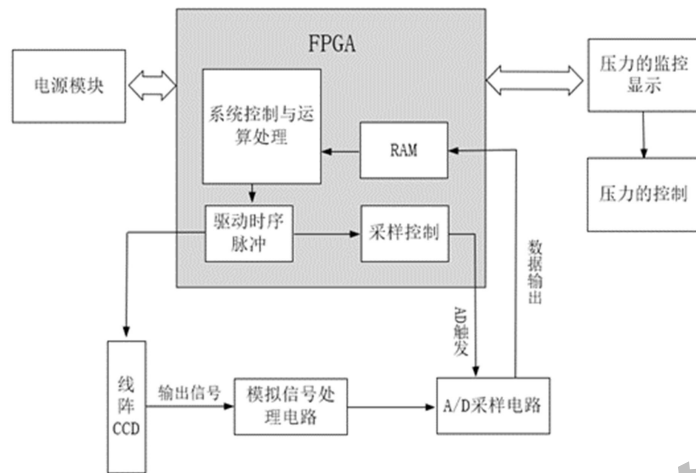 FPGA
电源模块
系统控制与运
算处理
RAM
压力的监控
显示
驱动时序
脉冲
采样控制
压力的控制
数据输出
AD触发
线
阵
CCD
输出信号
模拟信号处
理电路
A/D采样电路